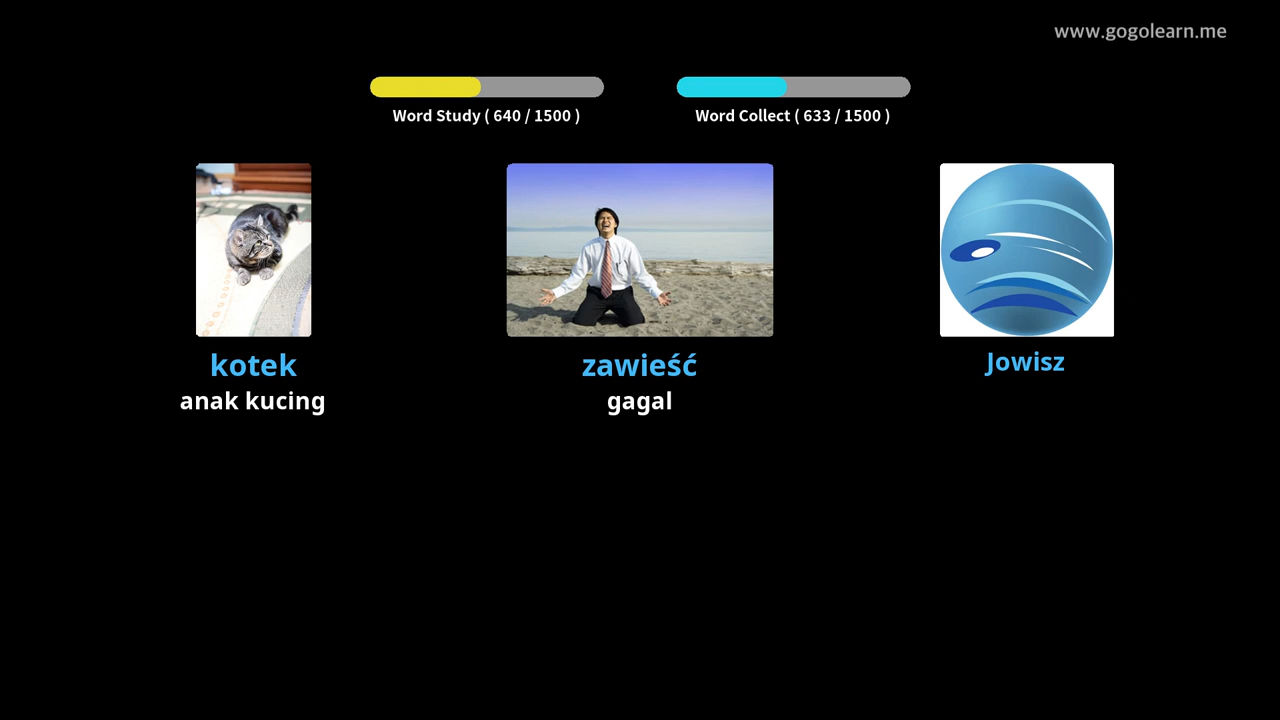 www.gogolearn.me
Word Study ( 640 / 1500 )
Word Collect ( 633 / 1500 )
kotek
anak kucing
zawieść
gagal
Jowisz